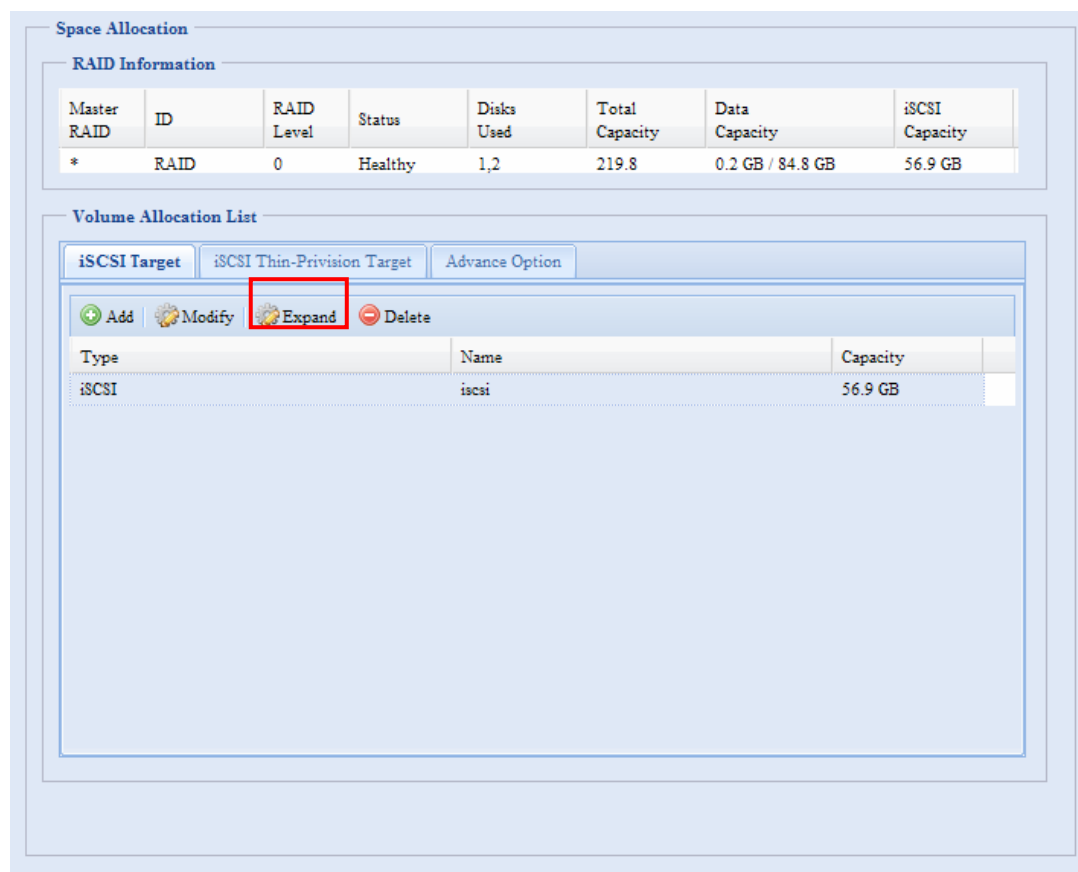 Space Allocation
RAID Information
Master RAID ID RAID Level Status Disks Used Total Capacity Data Capacity iSCSI Capacity
* RAID 0 Healthy 1,2 219.8 0.2 GB / 84.8 GB 56.9 GB
Volume Allocation List
iSCSI Target iSCSI Thin-Privision Target Advance Option
Add Modify Expand Delete
Type Name Capacity
iSCSI iscsi 56.9 GB